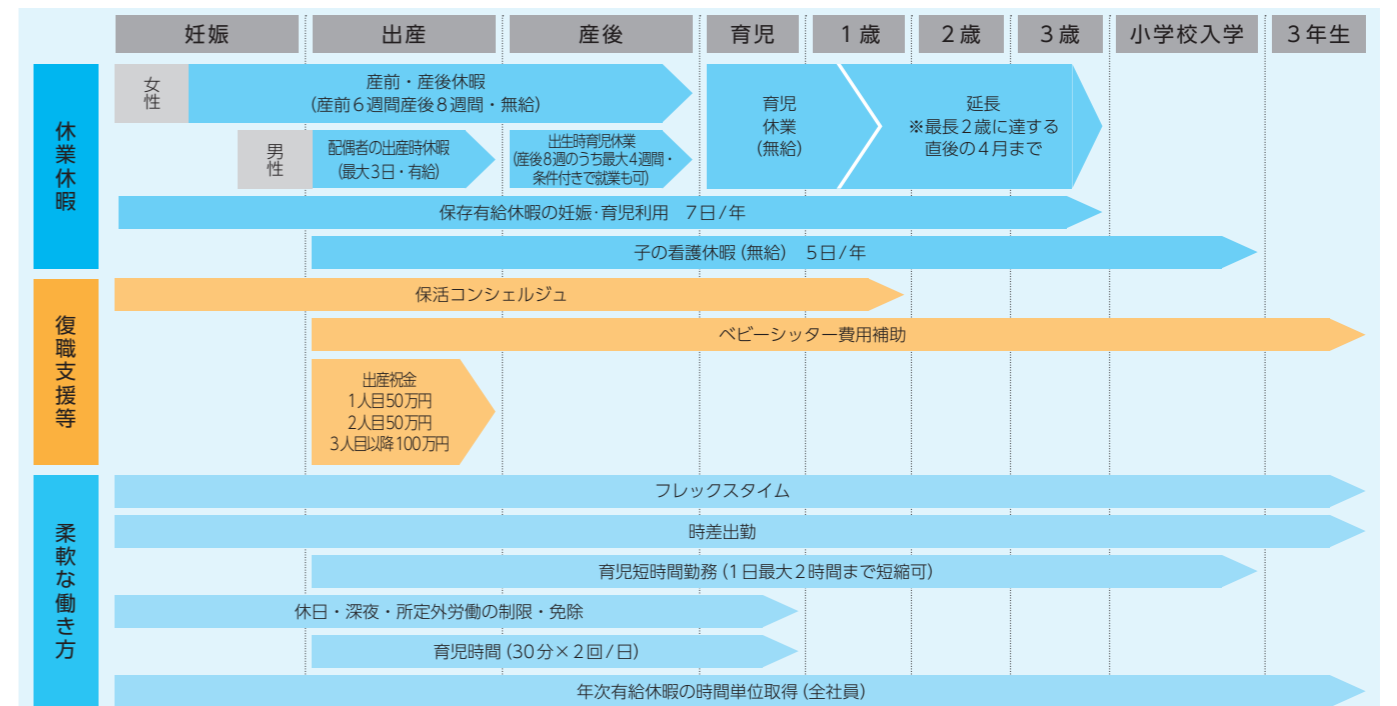 妊娠
出産
産後
育児
1歳
2歳
3歳
小学校入学
3年生
休業休暇
女性
産前・産後休暇
(産前6週間産後8週間・無給)
男性
配偶者の出産時休暇
(最大3日・有給)
出生時育児休業
(産後8週のうち最大4週間・
条件付きで就業も可)
育児
休業
(無給)
延長
※最長2歳に達する
直後の4月まで
保存有給休暇の妊娠・育児利用 7日/年
子の看護休暇(無給) 5日/年
復職支援等
保活コンシェルジュ
ベビーシッター費用補助
出産祝金
1人目50万円
2人目50万円
3人目以降100万円
柔軟な働き方
フレックスタイム
時差出勤
育児短時間勤務(1日最大2時間まで短縮可)
休日・深夜・所定外労働の制限・免除
育児時間(30分×2回/日)
年次有給休暇の時間単位取得(全社員)